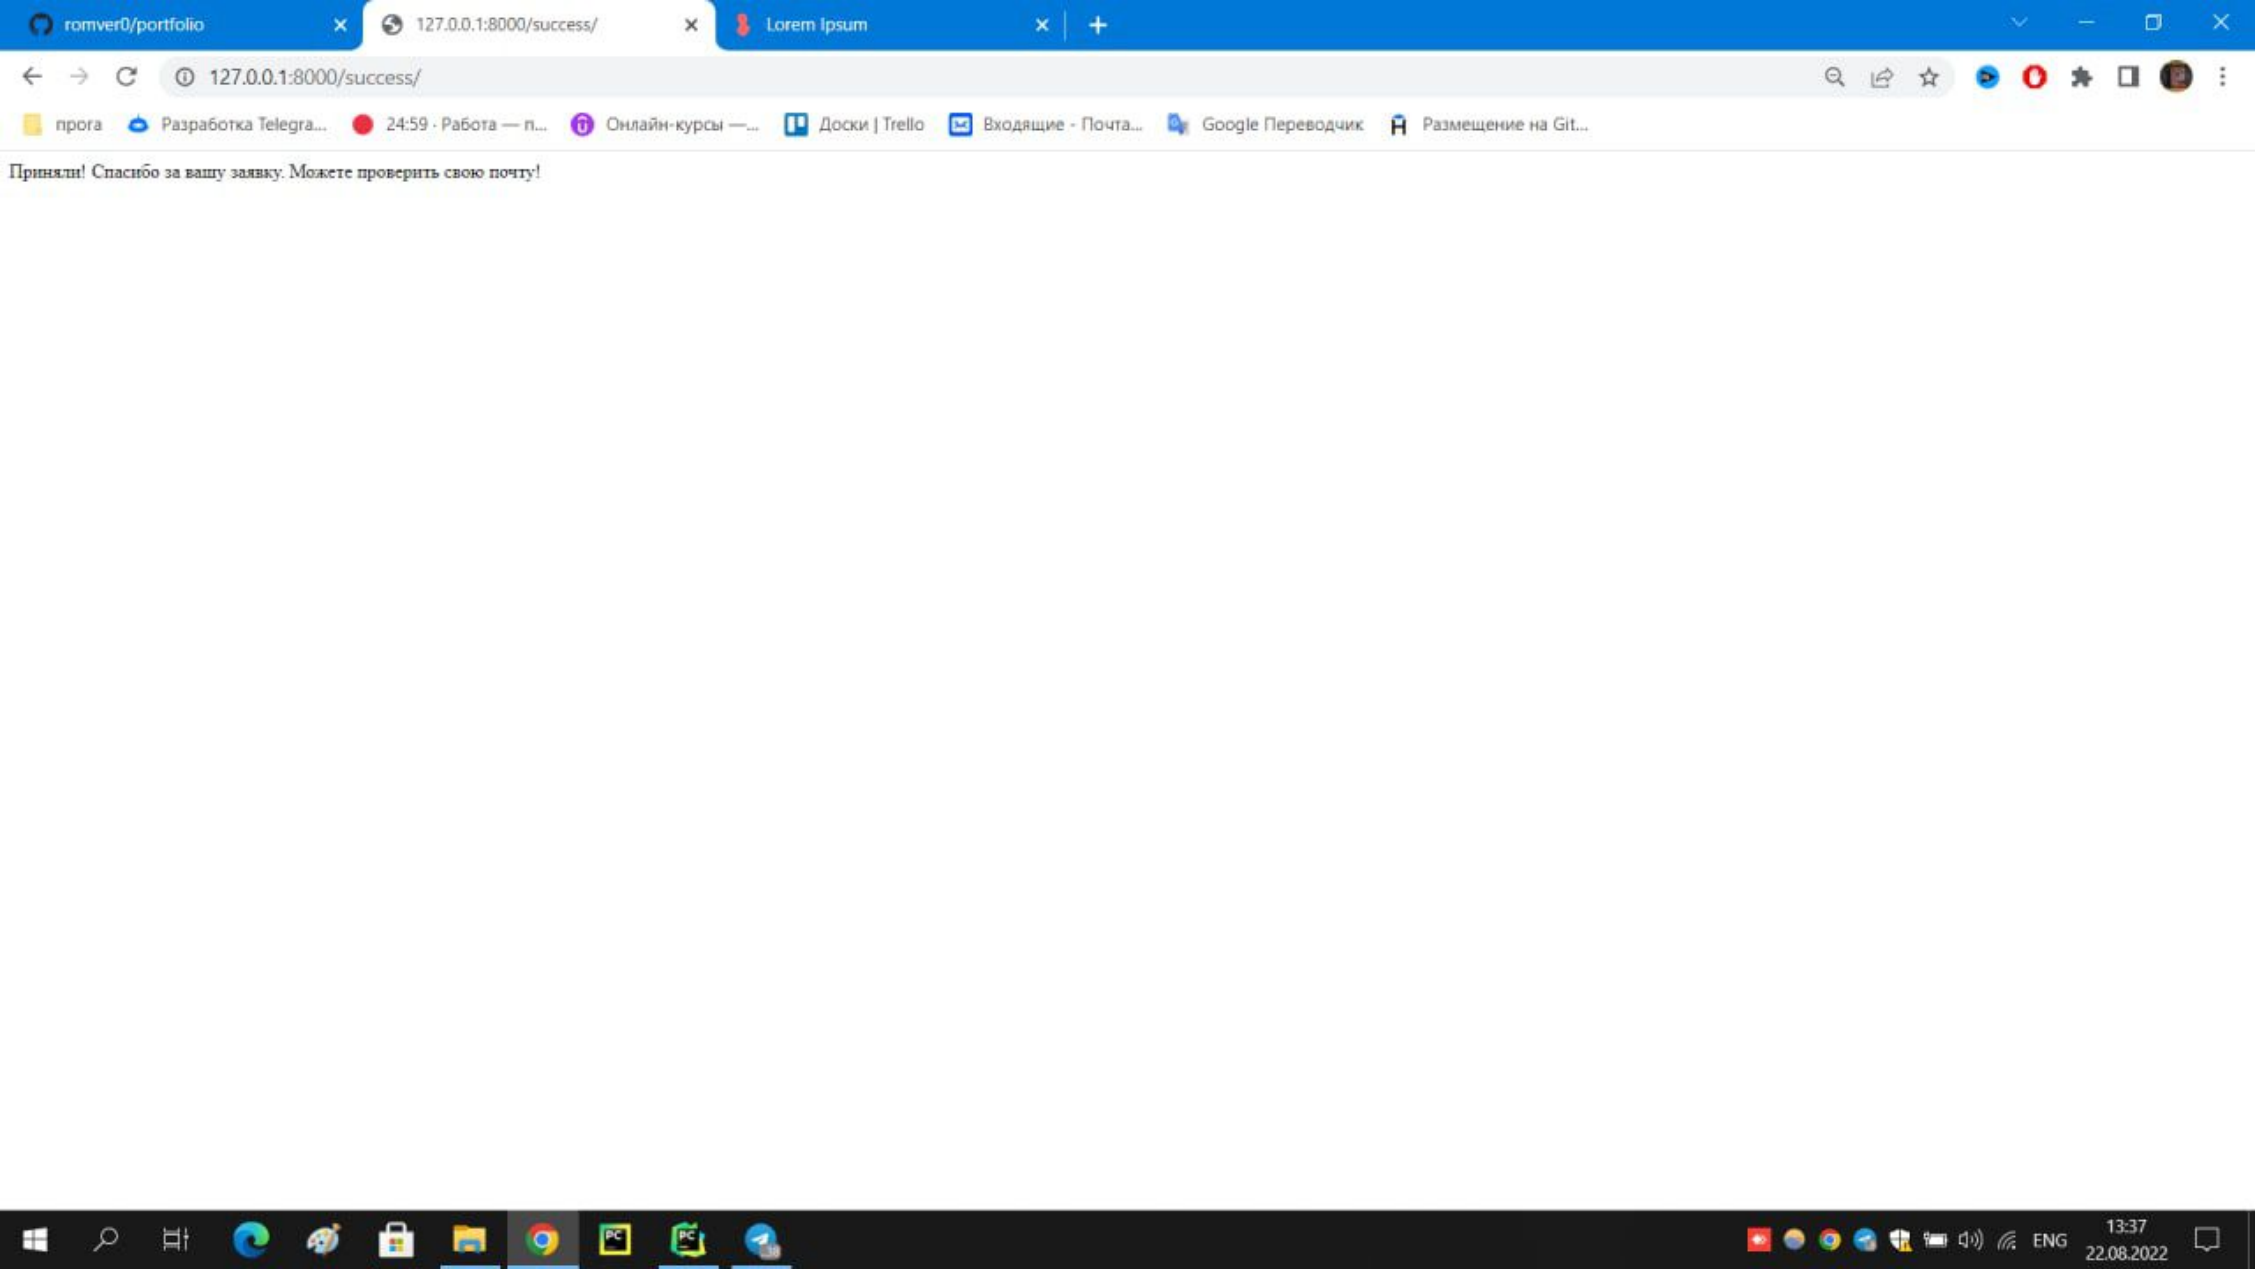 romver0/portfolio
127.0.0.1:8000/success/
Lorem Ipsum
127.0.0.1:8000/success/
прога
Разработка Telegra...
24:59 · Работа — п...
Онлайн-курсы —...
Доски | Trello
Входящие - Почта...
Google Переводчик
Размещение на Git...
Приняли! Спасибо за вашу заявку. Можете проверить свою почту!
PC
PC
ENG
13:37
22.08.2022